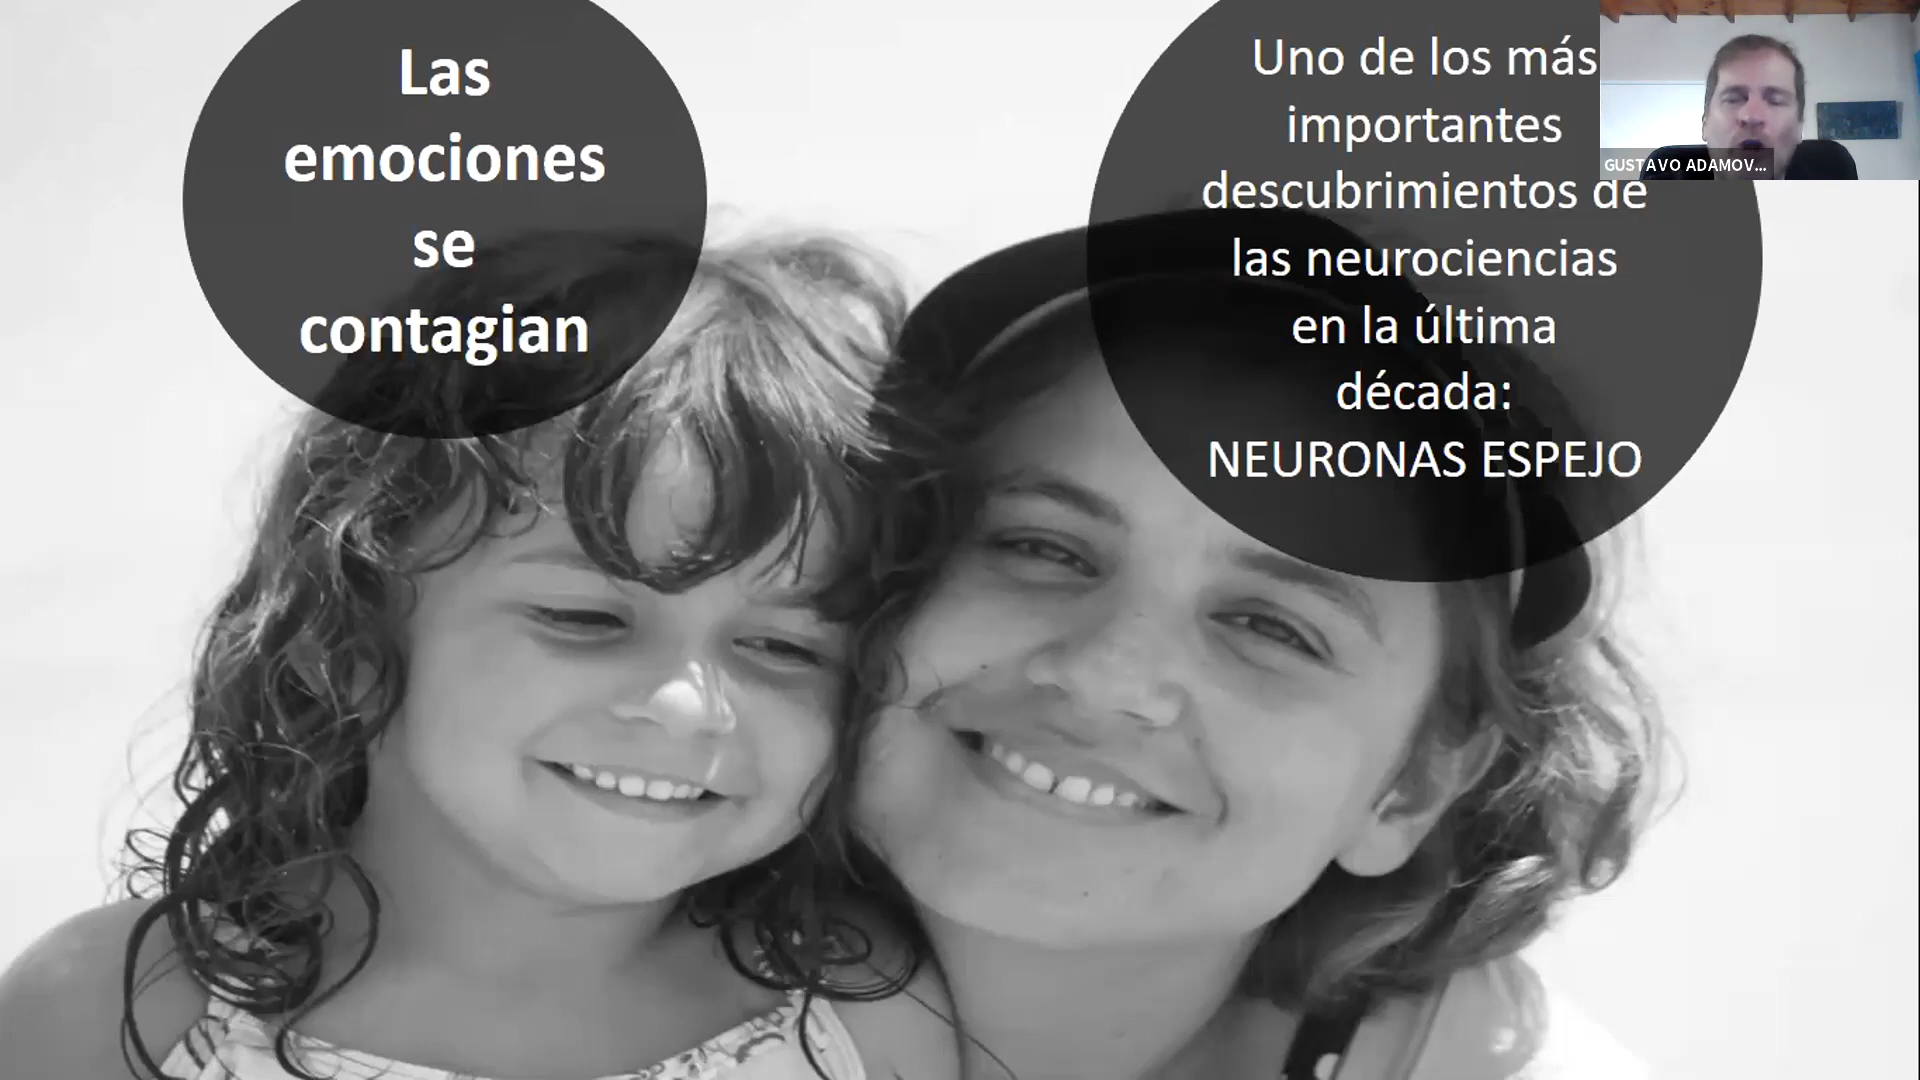 Las
emociones
se
contagian
Uno de los más
importantes
descubrimientos de
las neurociencias
en la última
década:
NEURONAS ESPEJO
GUSTAVO ADAMOV...